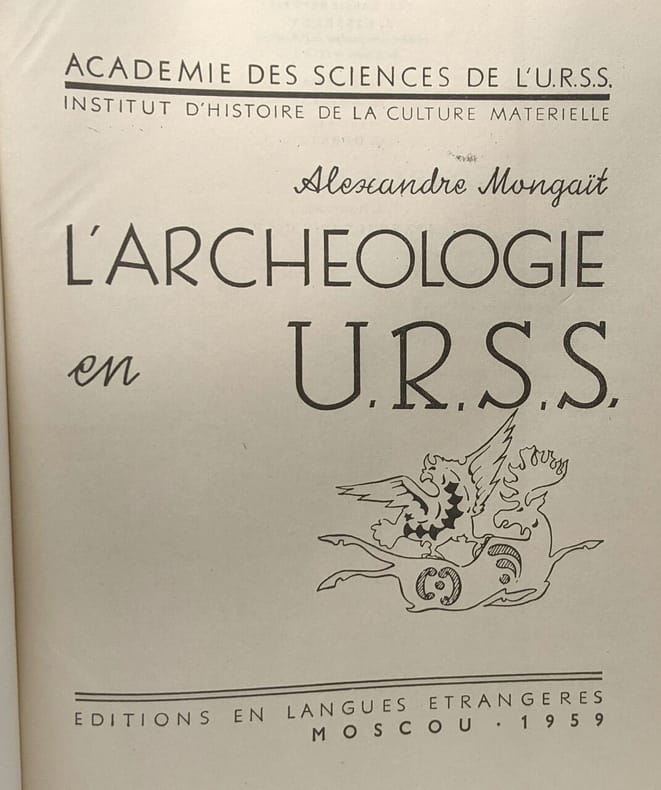 ACADEMIE DES SCIENCES DE L'U.R.S.S.
INSTITUT D'HISTOIRE DE LA CULTURE MATERIELLE
Alexandre Mongaït
L'ARCHEOLOGIE
en U.R.S.S.
EDITIONS EN LANGUES ETRANGERES
MOSCOU · 1959